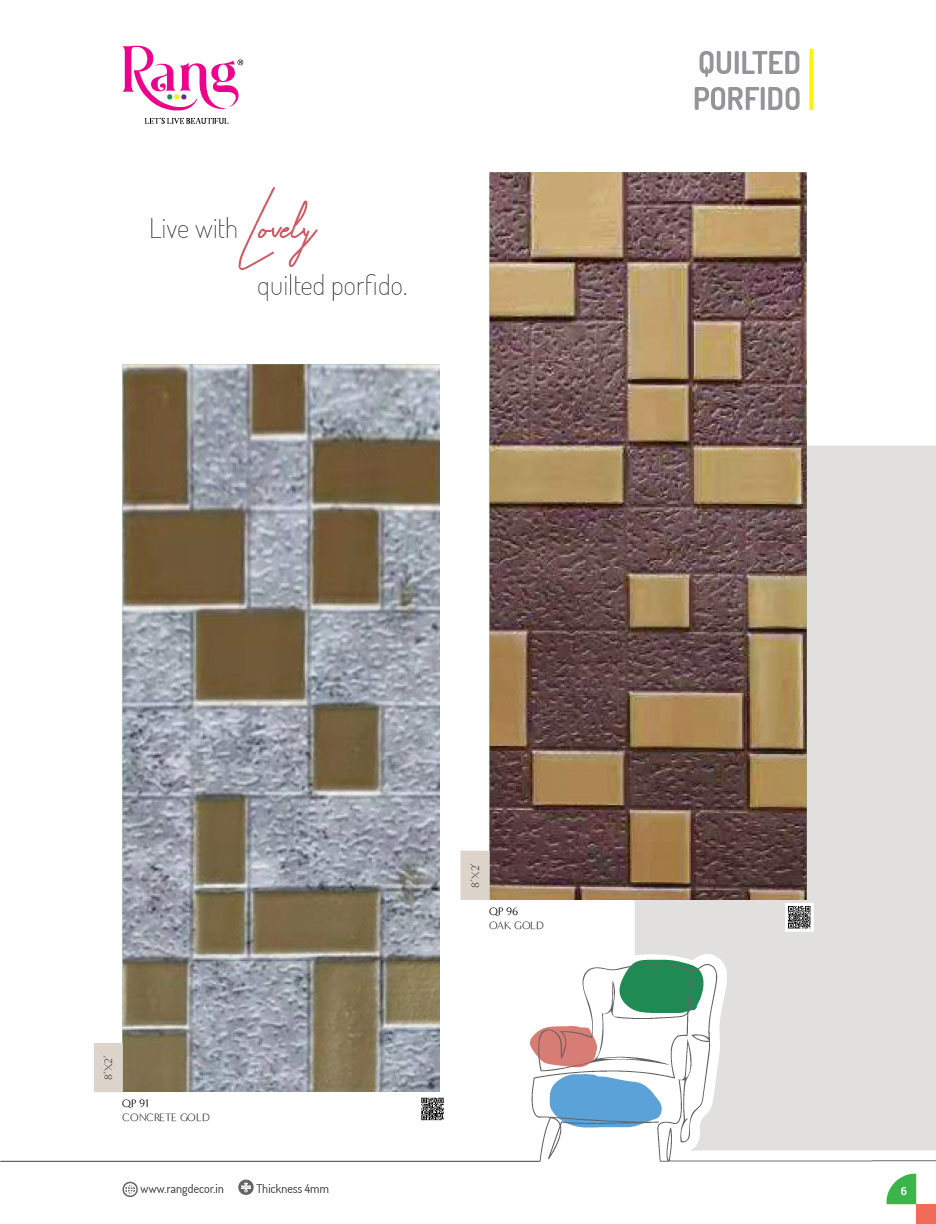 Rang®
LET'S LIVE BEAUTIFUL
QUILTED
PORFIDO
Live with Lovely
quilted porfido.
8'X2'
QP 96
OAK GOLD
8'X2'
QP 91
CONCRETE GOLD
www.rangdecor.in Thickness 4mm
6